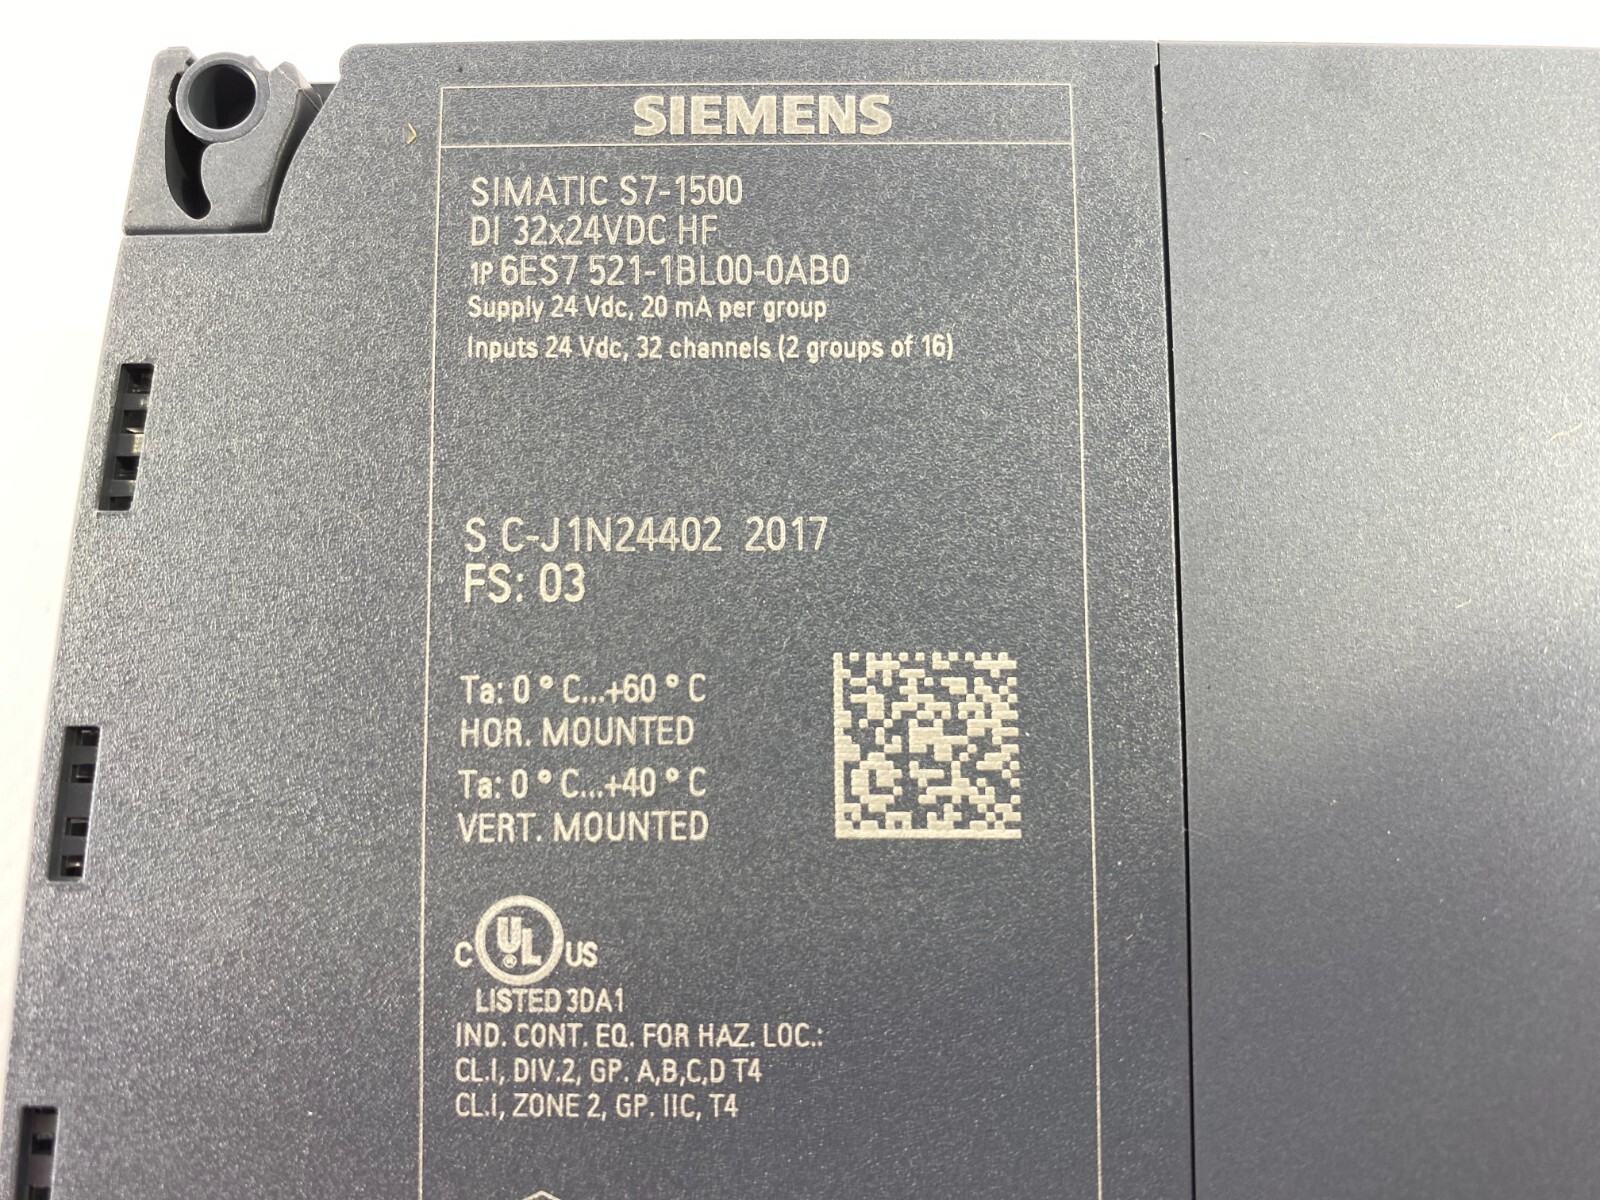 SIEMENS
SIMATIC S7-1500
DI 32x24VDC HF
1P 6ES7 521-1BL00-0AB0
Supply 24 Vdc, 20 mA per group
Inputs 24 Vdc, 32 channels (2 groups of 16)
S C-J1N24402 2017
FS: 03
Ta: 0 ° C...+60 ° C
HOR. MOUNTED
Ta: 0 ° C...+40 ° C
VERT. MOUNTED
C UL ® US
LISTED 3DA1
IND. CONT. EQ. FOR HAZ. LOC.:
CL.I, DIV.2, GP. A,B,C,D T4
CL.I, ZONE 2, GP. IIC, T4